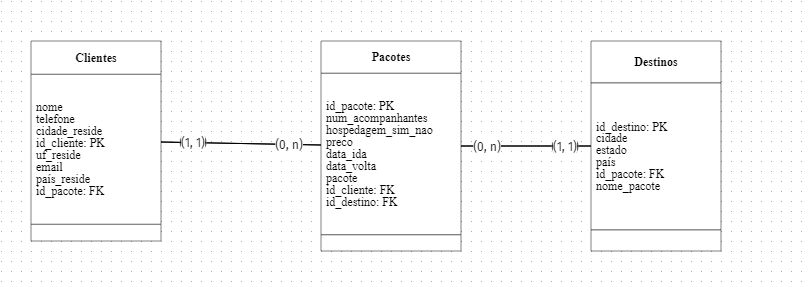 Clientes
nome
telefone
cidade_reside
id_cliente: PK
uf_reside
email
pais_reside
id_pacote: FK
(1, 1)
(0, n)
Pacotes
id_pacote: PK
num_acompanhantes
hospedagem_sim_nao
preco
data_ida
data_volta
pacote
id_cliente: FK
id_destino: FK
(0, n)
(1, 1)
Destinos
id_destino: PK
cidade
estado
pais
id_pacote: FK
nome_pacote